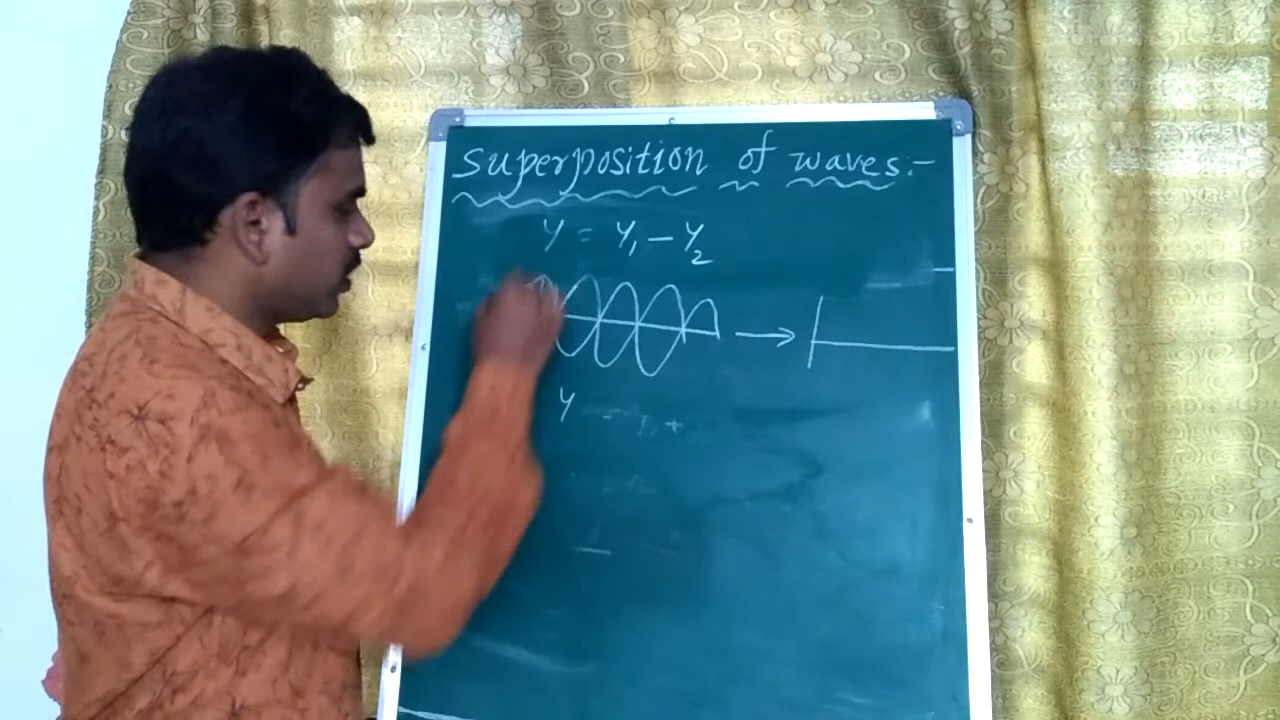 Superposition of waves:-
Y = Y₁ - Y₂
Y